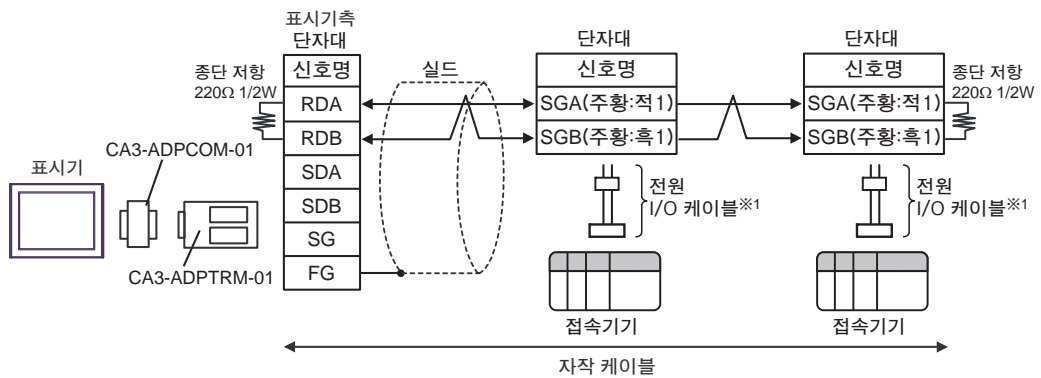 표시기측
단자대
신호명
종단 저항
220Ω 1/2W
RDA
RDB
SDA
SDB
SG
FG
표시기
CA3-ADPCOM-01
CA3-ADPTRM-01
실드
단자대
신호명
SGA(주황:적1)
SGB(주황:흑1)
전원
I/O 케이블※1
접속기기
단자대
신호명
SGA(주황:적1)
SGB(주황:흑1)
종단 저항
220Ω 1/2W
전원
I/O 케이블※1
접속기기
자작 케이블